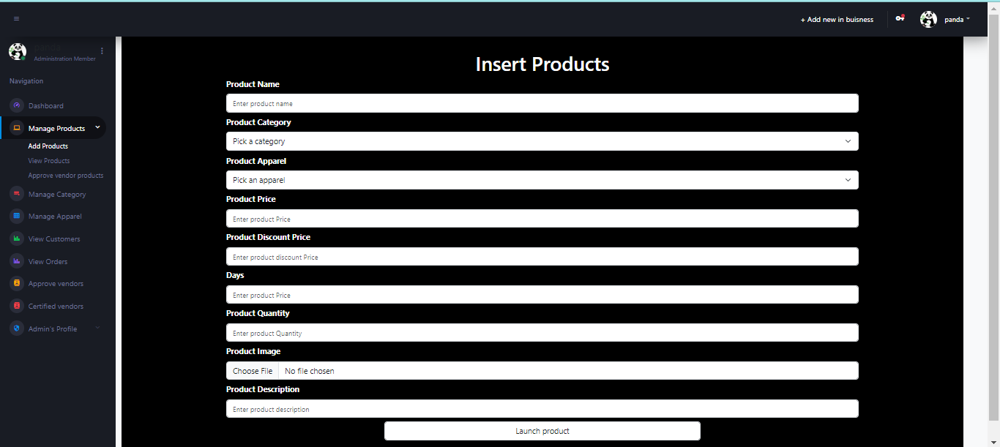 + Add new in buisness
panda
Administration Member
Navigation
Dashboard
Manage Products
Add Products
View Products
Approve vendor products
Manage Category
Manage Apparel
View Customers
View Orders
Approve vendors
Certified vendors
Admin's Profile
Insert Products
Product Name
Enter product name
Product Category
Pick a category
Product Apparel
Pick an apparel
Product Price
Enter product Price
Product Discount Price
Enter product discount Price
Days
Enter product Price
Product Quantity
Enter product Quantity
Product Image
Choose File No file chosen
Product Description
Enter product description
Launch product